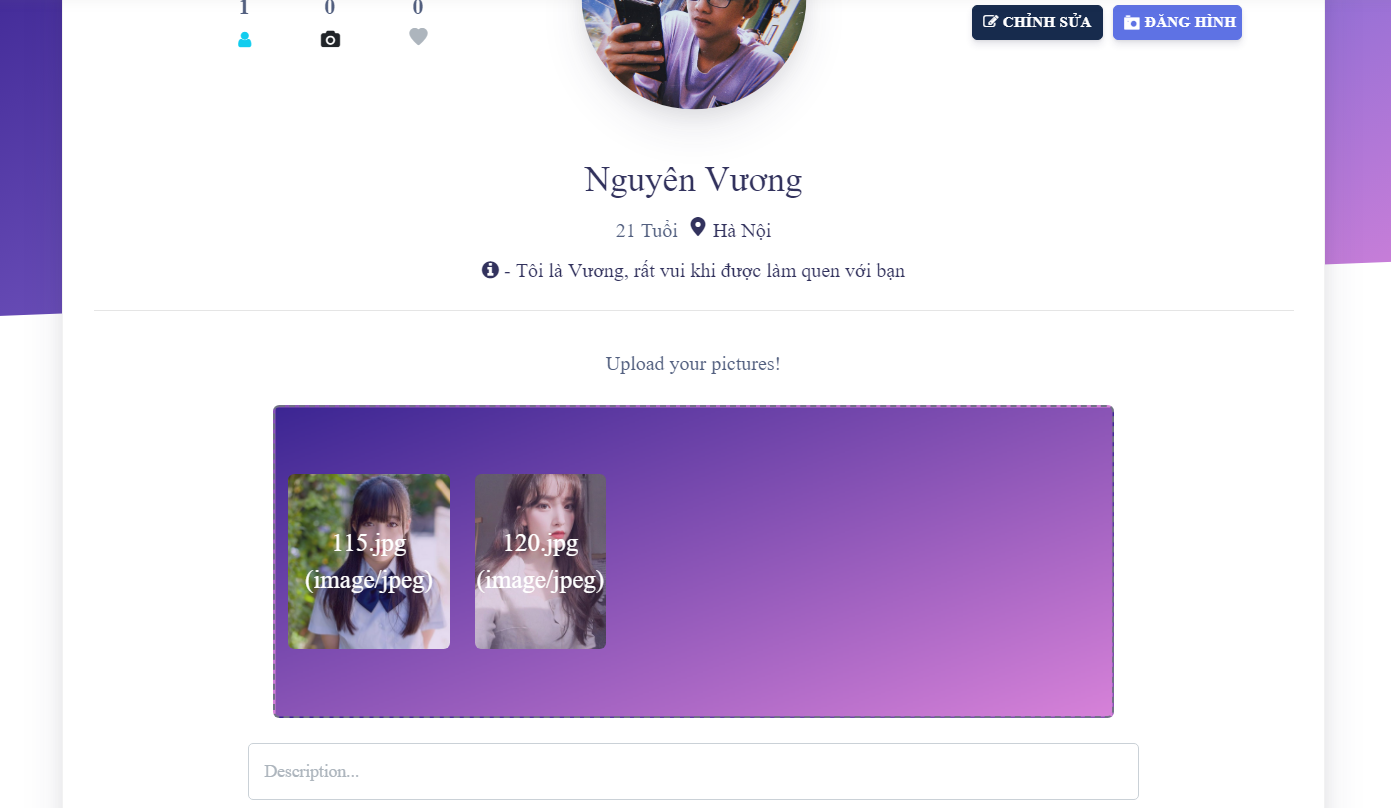 1 0 0
CHỈNH SỬA ĐĂNG HÌNH
Nguyên Vương
21 Tuổi Hà Nội
- Tôi là Vương, rất vui khi được làm quen với bạn
Upload your pictures!
115.jpg
(image/jpeg)
120.jpg
(image/jpeg)
Description...